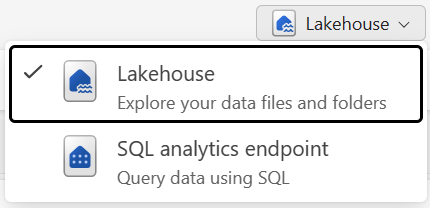 Lakehouse
Lakehouse
Explore your data files and folders
SQL analytics endpoint
Query data using SQL